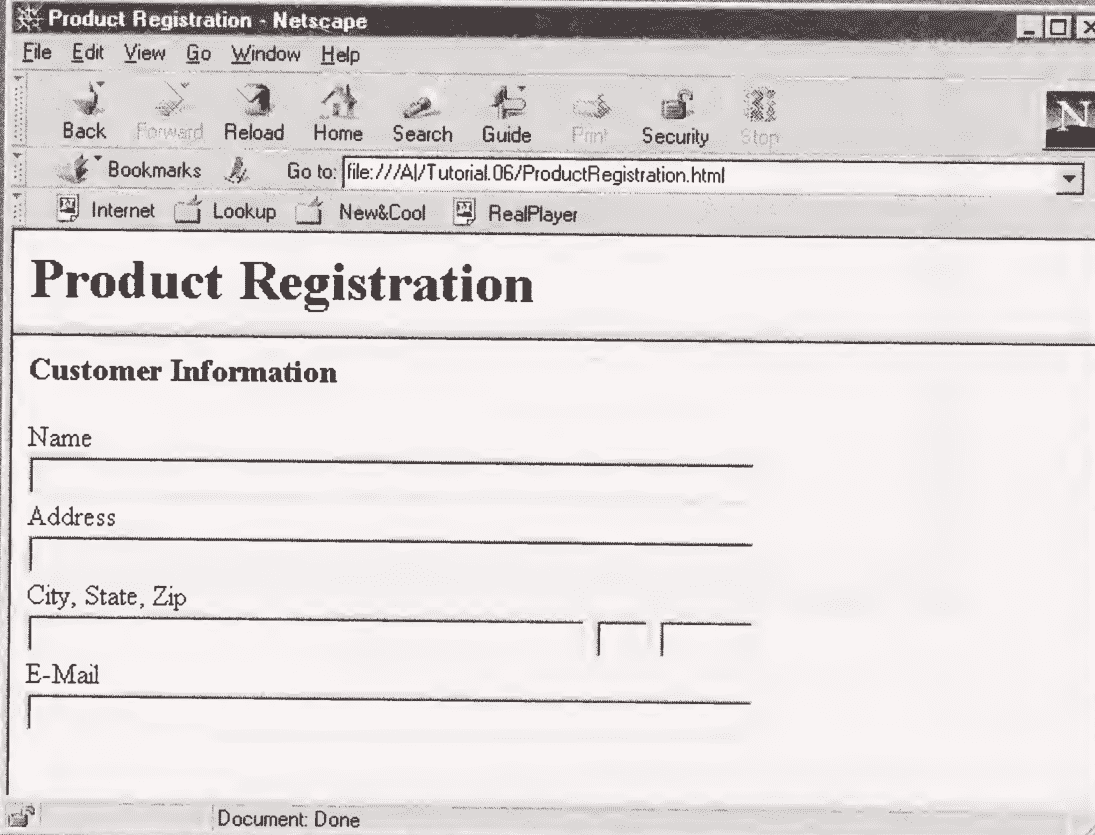 Product Registration - Netscape
File Edit View Go Window Help
Back Forward Reload Home Search Guide Print Security Stop
N
Bookmarks Go to: file:///A|/Tutorial.06/ProductRegistration.html
Internet Lookup New&Cool RealPlayer
Product Registration
Customer Information
Name
Address
City, State, Zip
E-Mail
Document: Done